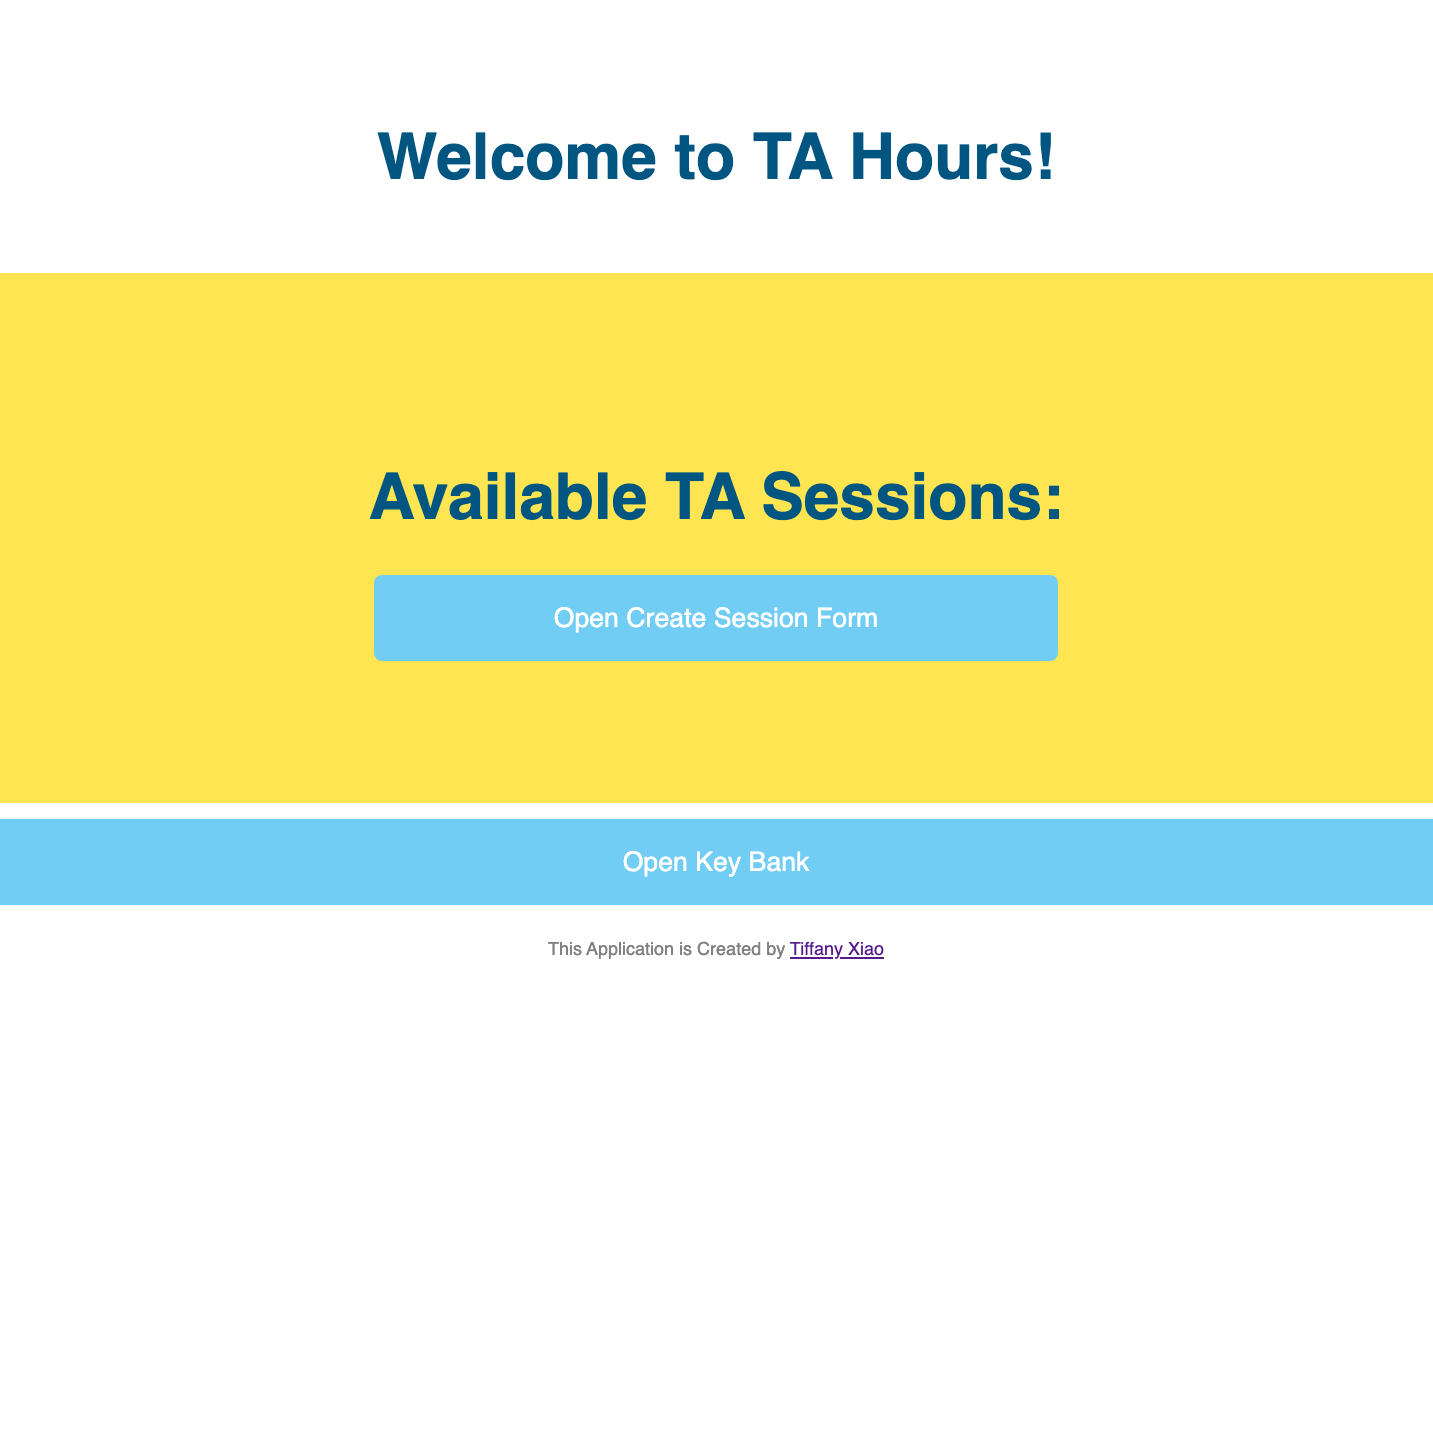 Welcome to TA Hours!
Available TA Sessions:
Open Create Session Form
Open Key Bank
This Application is Created by Tiffany Xiao